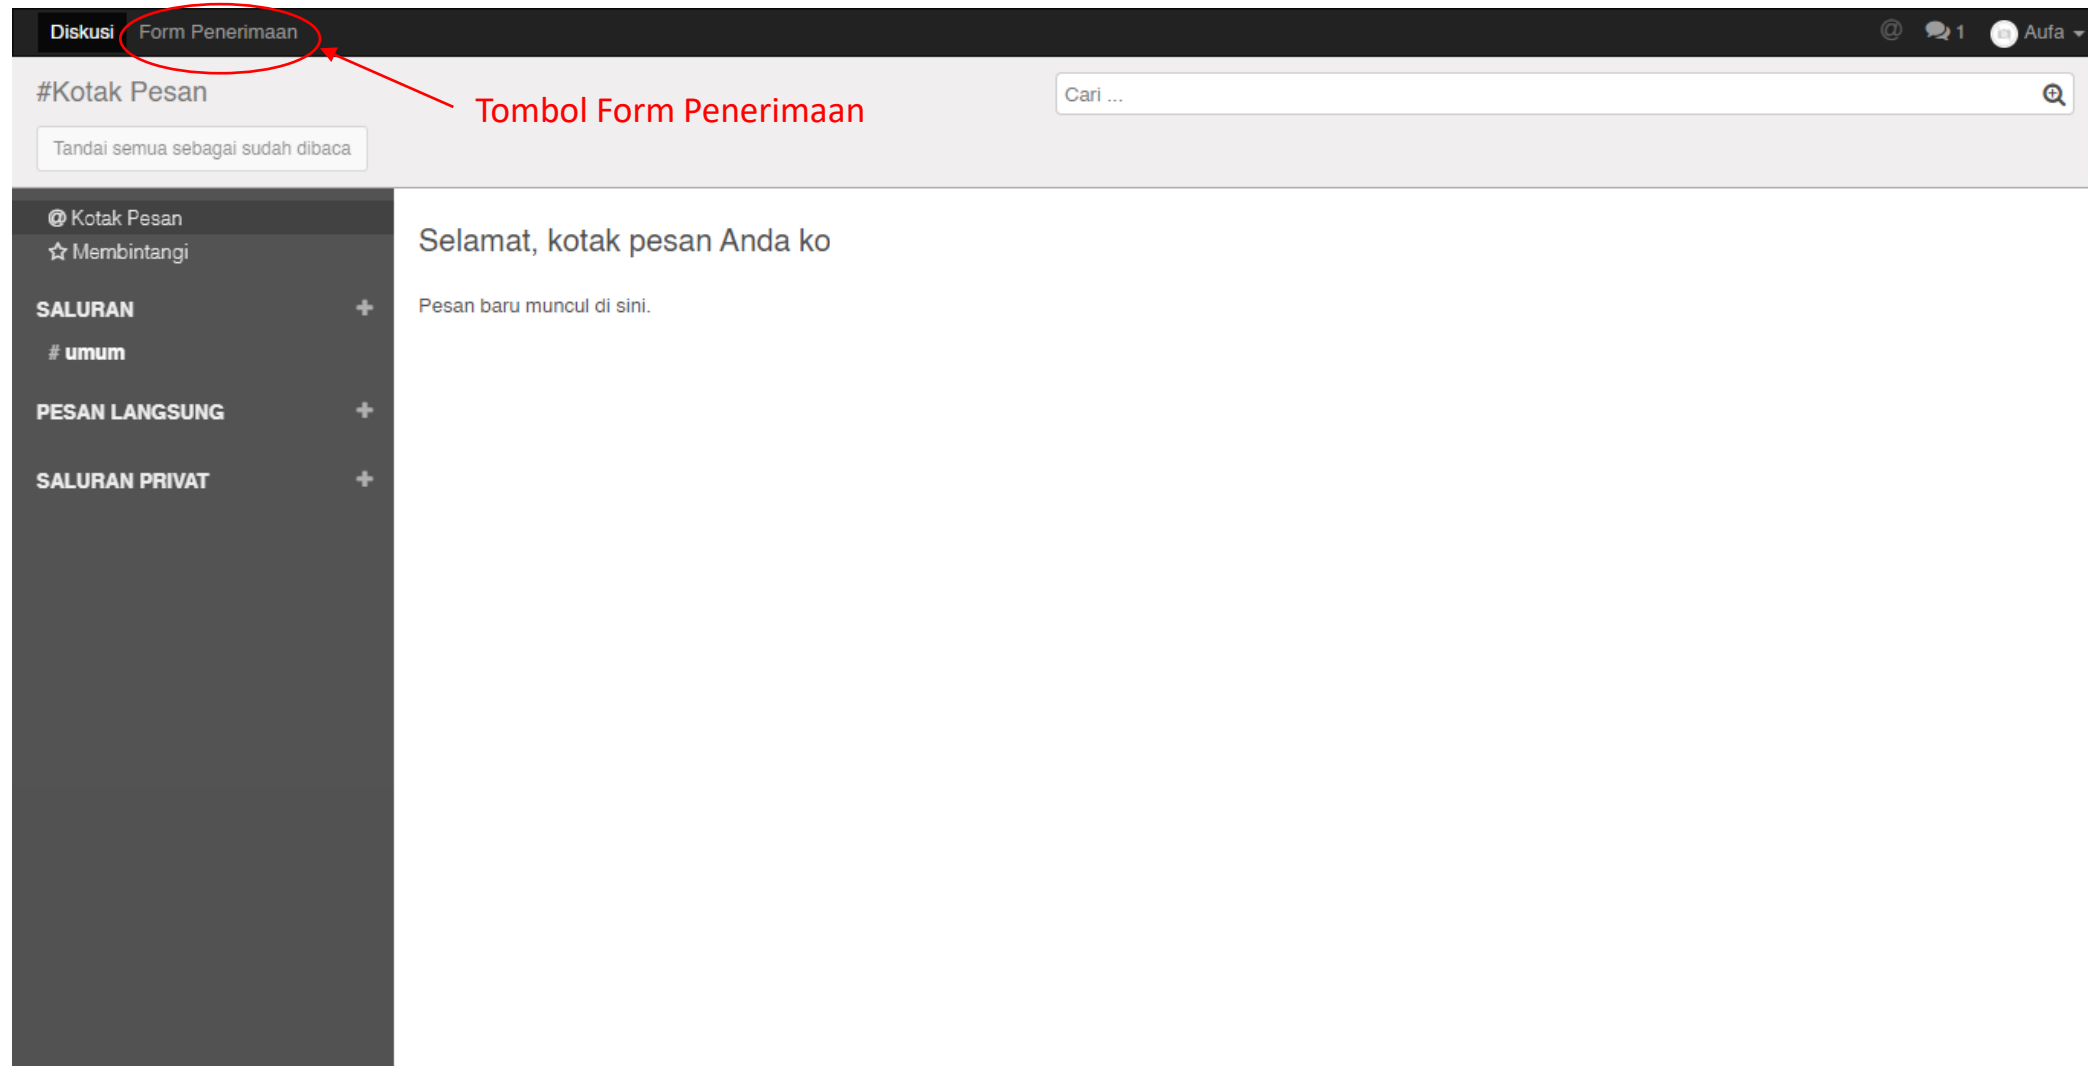 Diskusi Form Penerimaan @ 1 Aufa
#Kotak Pesan
Cari ...
Tombol Form Penerimaan
Tandai semua sebagai sudah dibaca
@ Kotak Pesan
Membintangi
SALURAN +
# umum
PESAN LANGSUNG +
SALURAN PRIVAT +
Selamat, kotak pesan Anda ko
Pesan baru muncul di sini.